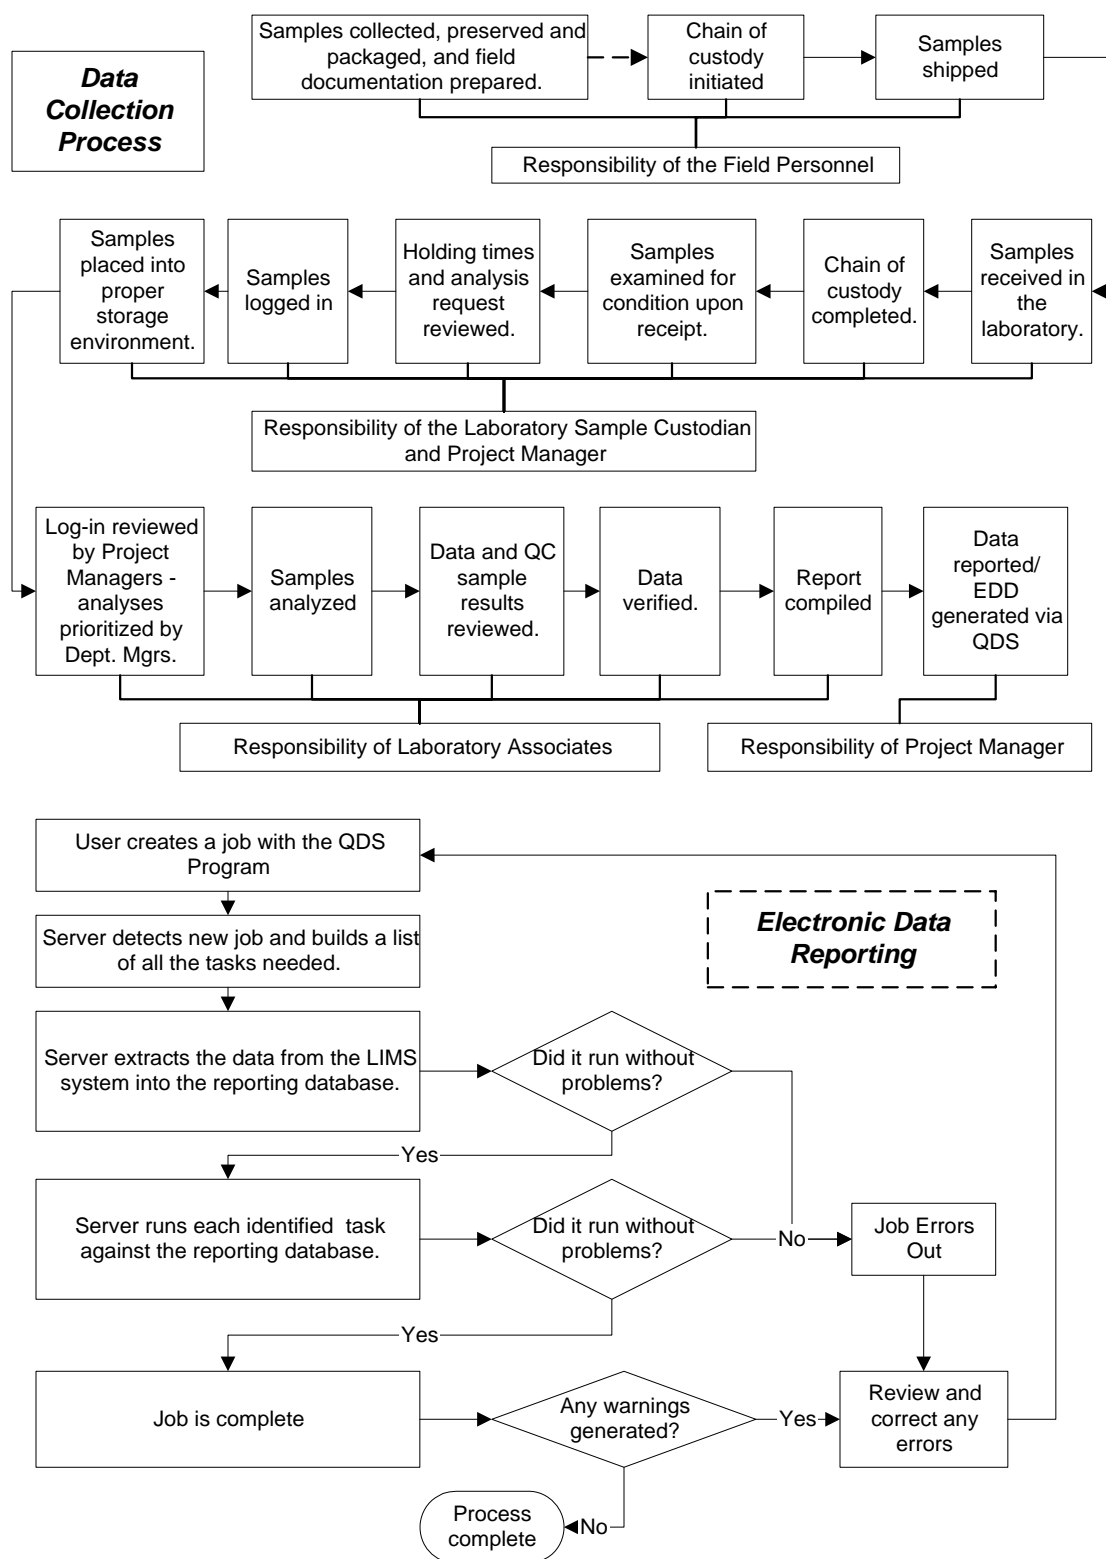 Data
Collection
Process
Samples collected, preserved and
packaged, and field
documentation prepared.
Chain of
custody
initiated
Samples
shipped
Responsibility of the Field Personnel
Samples
placed into
proper
storage
environment.
Samples
logged in
Holding times
and analysis
request
reviewed.
Samples
examined for
condition upon
receipt.
Chain of
custody
completed.
Samples
received in
the
laboratory.
Responsibility of the Laboratory Sample Custodian
and Project Manager
Log-in reviewed
by Project
Managers -
analyses
prioritized by
Dept. Mgrs.
Samples
analyzed
Data and QC
sample
results
reviewed.
Data
verified.
Report
compiled
Data
reported/
EDD
generated via
QDS
Responsibility of Laboratory Associates
Responsibility of Project Manager
User creates a job with the QDS
Program
Electronic Data
Reporting
Server detects new job and builds a list
of all the tasks needed.
Server extracts the data from the LIMS
system into the reporting database.
Did it run without
problems?
Yes
Server runs each identified task
against the reporting database.
Did it run without
problems?
No
Job Errors
Out
Yes
Job is complete
Any warnings
generated?
Yes
Review and
correct any
errors
Process
complete
No